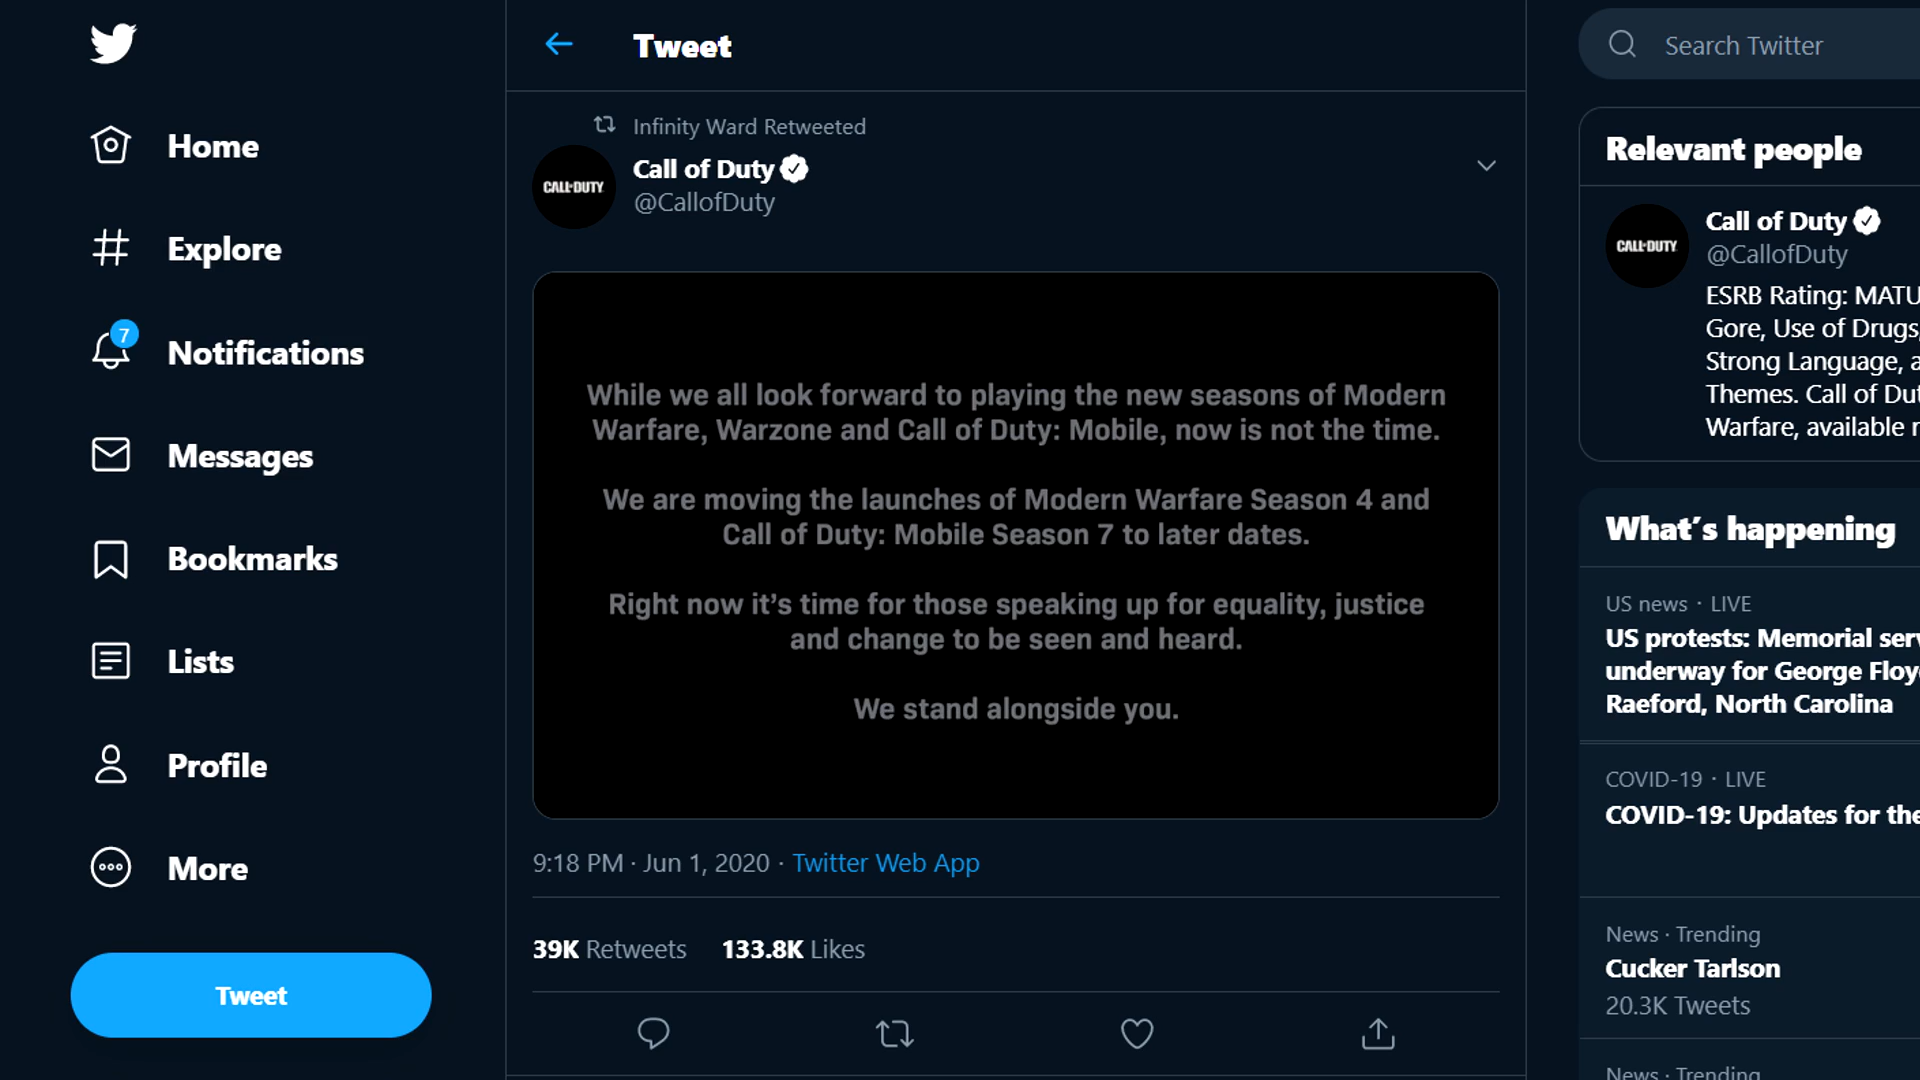 Home
Explore
7
Notifications
Messages
Bookmarks
Lists
Profile
More
Tweet
Tweet
Infinity Ward Retweeted
CALL OF DUTY
Call of Duty
@CallofDuty
While we all look forward to playing the new seasons of Modern
Warfare, Warzone and Call of Duty: Mobile, now is not the time.
We are moving the launches of Modern Warfare Season 4 and
Call of Duty: Mobile Season 7 to later dates.
Right now it’s time for those speaking up for equality, justice
and change to be seen and heard.
We stand alongside you.
9:18 PM · Jun 1, 2020 · Twitter Web App
39K Retweets 133.8K Likes
Search Twitter
Relevant people
CALL OF DUTY
Call of Duty
@CallofDuty
ESRB Rating: MATU
Gore, Use of Drugs,
Strong Language, a
Themes. Call of Dut
Warfare, available
What’s happening
US news · LIVE
US protests: Memorial serv
underway for George Floy
Raeford, North Carolina
COVID-19 · LIVE
COVID-19: Updates for the
News · Trending
Cucker Tarlson
20.3K Tweets
News · Trending